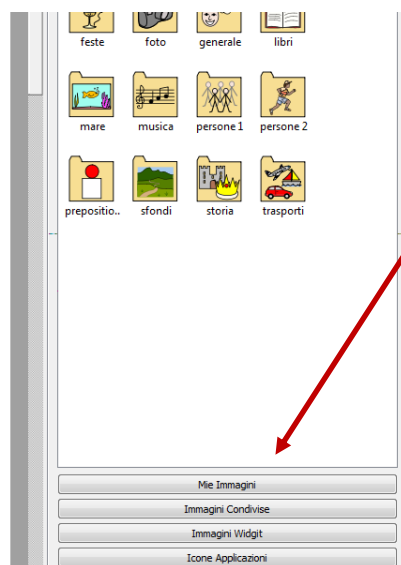 feste foto generale libri
mare musica persone 1 persone 2
prepositio.. sfondi storia trasporti
Mie Immagini
Immagini Condivise
Immagini Widgit
Icone Applicazioni